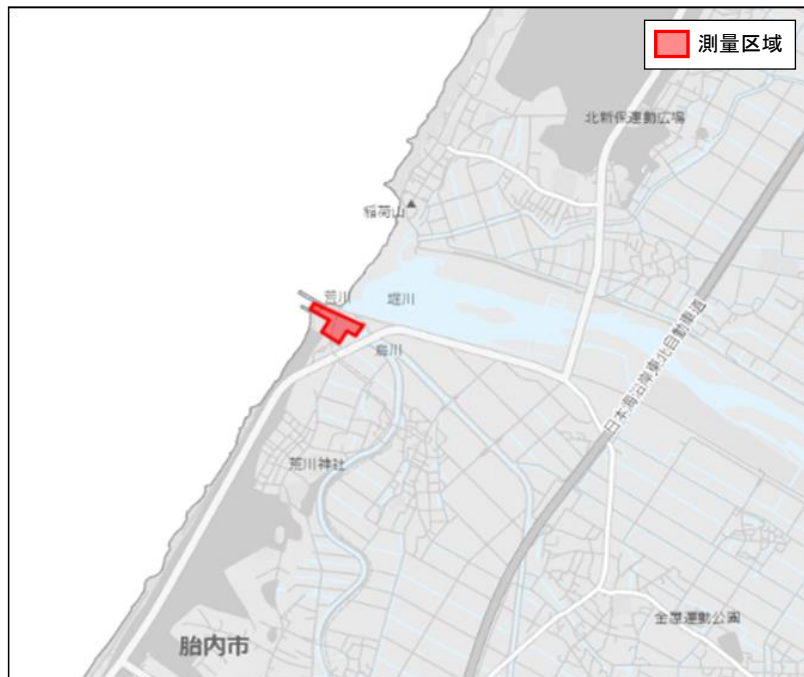 測量区域
北新保運動広場
稲荷山
荒川
堀川
烏川
日本海沿岸東北自動車道
荒川神社
金屋運動公園
胎内市